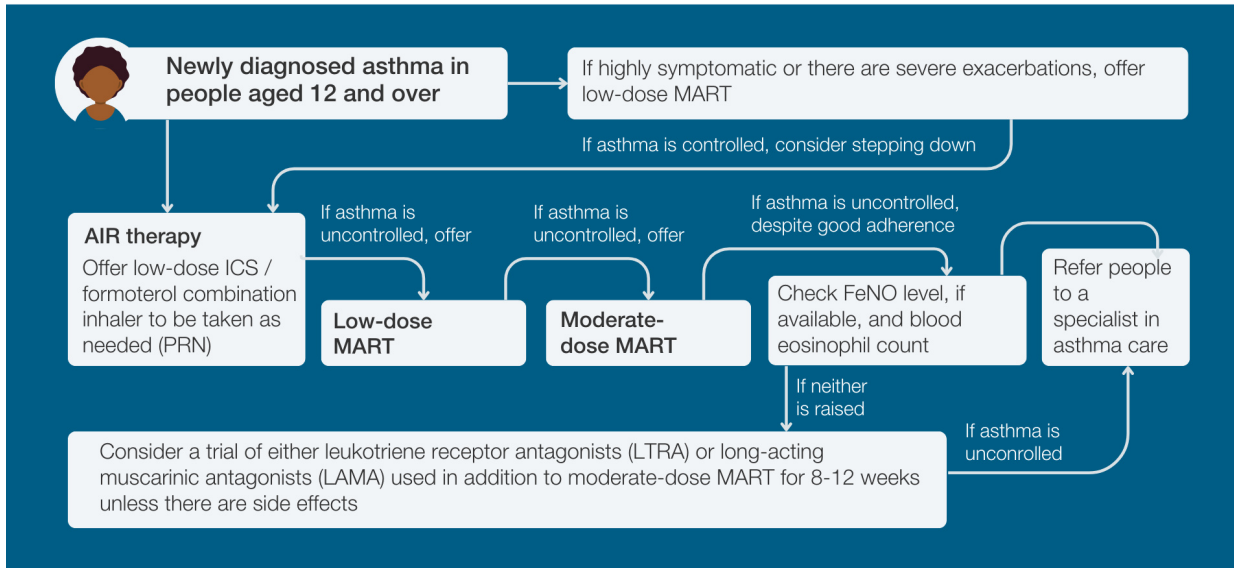 Newly diagnosed asthma in
people aged 12 and over
If highly symptomatic or there are severe exacerbations, offer
low-dose MART
If asthma is controlled, consider stepping down
AIR therapy
Offer low-dose ICS /
formoterol combination
inhaler to be taken as
needed (PRN)
If asthma is
uncontrolled, offer
Low-dose
MART
If asthma is
uncontrolled, offer
Moderate-
dose MART
If asthma is uncontrolled,
despite good adherence
Check FeNO level, if
available, and blood
eosinophil count
Refer people
to a
specialist in
asthma care
If neither
is raised
Consider a trial of either leukotriene receptor antagonists (LTRA) or long-acting
muscarinic antagonists (LAMA) used in addition to moderate-dose MART for 8-12 weeks
unless there are side effects
If asthma is
unconrolled